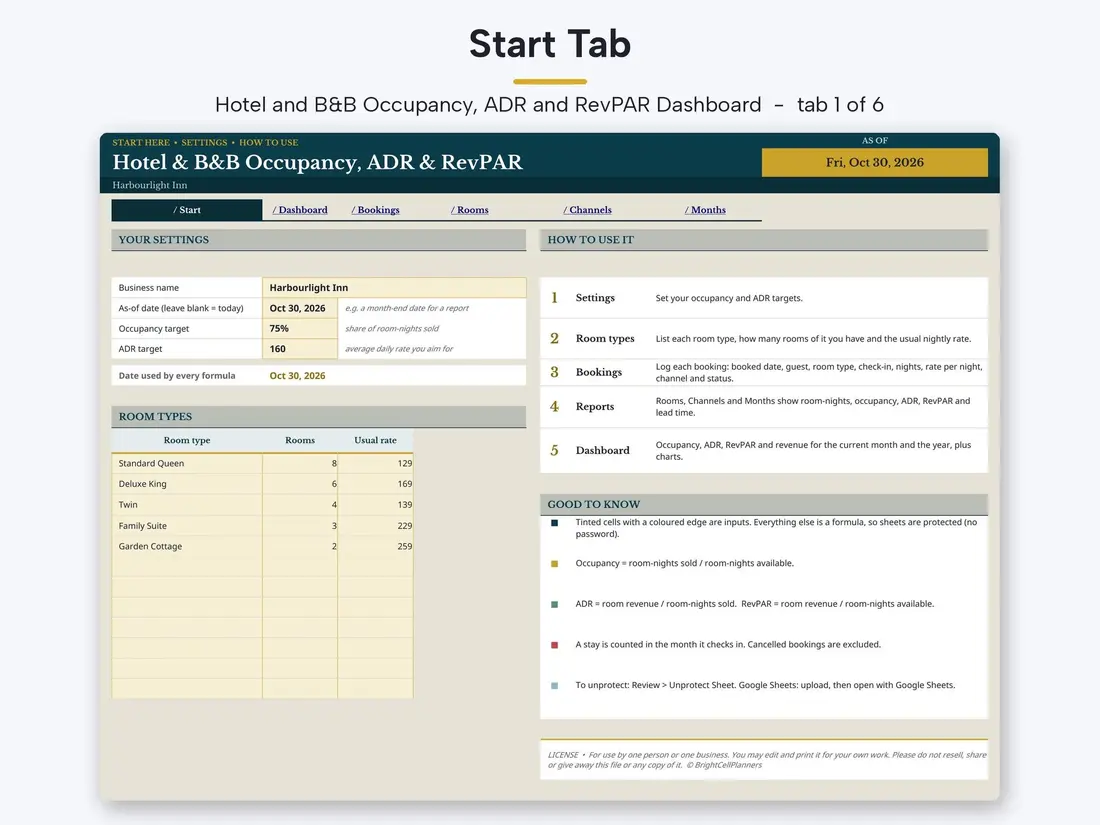 Start Tab
Hotel and B&B Occupancy, ADR and RevPAR Dashboard - tab 1 of 6
START HERE • SETTINGS • HOW TO USE
AS OF
Hotel & B&B Occupancy, ADR & RevPAR
Fri, Oct 30, 2026
Harbourlight Inn
/ Start / Dashboard / Bookings / Rooms / Channels / Months
YOUR SETTINGS
Business name Harbourlight Inn
As-of date (leave blank = today) Oct 30, 2026 e.g. a month-end date for a report
Occupancy target 75% share of room-nights sold
ADR target 160 average daily rate you aim for
Date used by every formula Oct 30, 2026
ROOM TYPES
Room type Rooms Usual rate
Standard Queen 8 129
Deluxe King 6 169
Twin 4 139
Family Suite 3 229
Garden Cottage 2 259
HOW TO USE IT
1 Settings Set your occupancy and ADR targets.
2 Room types List each room type, how many rooms of it you have and the usual nightly rate.
3 Bookings Log each booking: booked date, guest, room type, check-in, nights, rate per night,
channel and status.
4 Reports Rooms, Channels and Months show room-nights, occupancy, ADR, RevPAR and
lead time.
5 Dashboard Occupancy, ADR, RevPAR and revenue for the current month and the year, plus
charts.
GOOD TO KNOW
Tinted cells with a coloured edge are inputs. Everything else is a formula, so sheets are protected (no
password).
Occupancy = room-nights sold / room-nights available.
ADR = room revenue / room-nights sold. RevPAR = room revenue / room-nights available.
A stay is counted in the month it checks in. Cancelled bookings are excluded.
To unprotect: Review > Unprotect Sheet. Google Sheets: upload, then open with Google Sheets.
LICENSE • For use by one person or one business. You may edit and print it for your own work. Please do not resell, share
or give away this file or any copy of it. © BrightCellPlanners